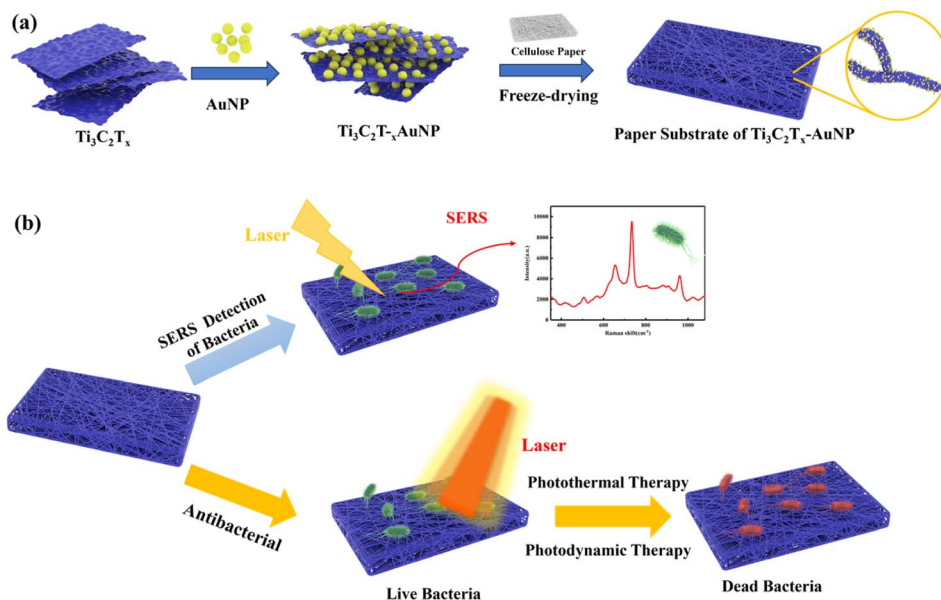 (a)
AuNP
Ti₃C₂Tₓ
Ti₃C₂T-ₓAuNP
Cellulose Paper
Freeze-drying
Paper Substrate of Ti₃C₂Tₓ-AuNP
(b)
Laser
SERS
SERS Detection
of Bacteria
Intensity(a.u.)
10000
8000
6000
4000
2000
400
600
800
1000
Raman shift(cm⁻¹)
Antibacterial
Laser
Live Bacteria
Photothermal Therapy
Photodynamic Therapy
Dead Bacteria